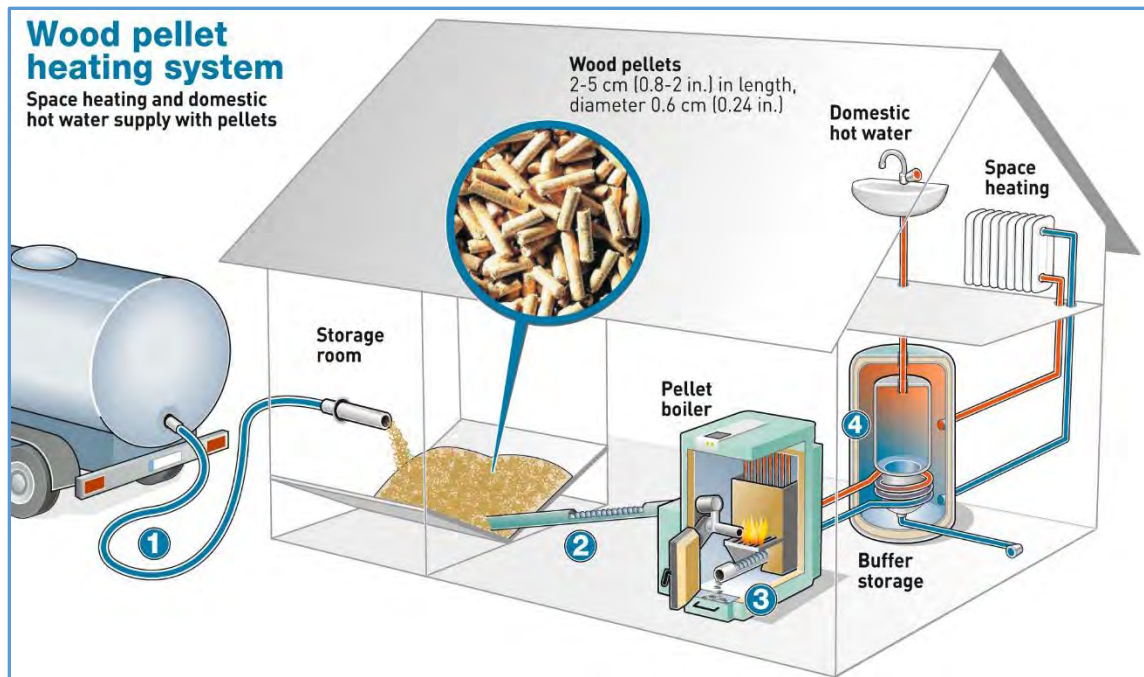 Wood pellet
heating system
Space heating and domestic
hot water supply with pellets
Wood pellets
2-5 cm (0.8-2 in.) in length,
diameter 0.6 cm (0.24 in.)
Domestic
hot water
Space
heating
Storage
room
Pellet
boiler
4
1
2
3
Buffer
storage